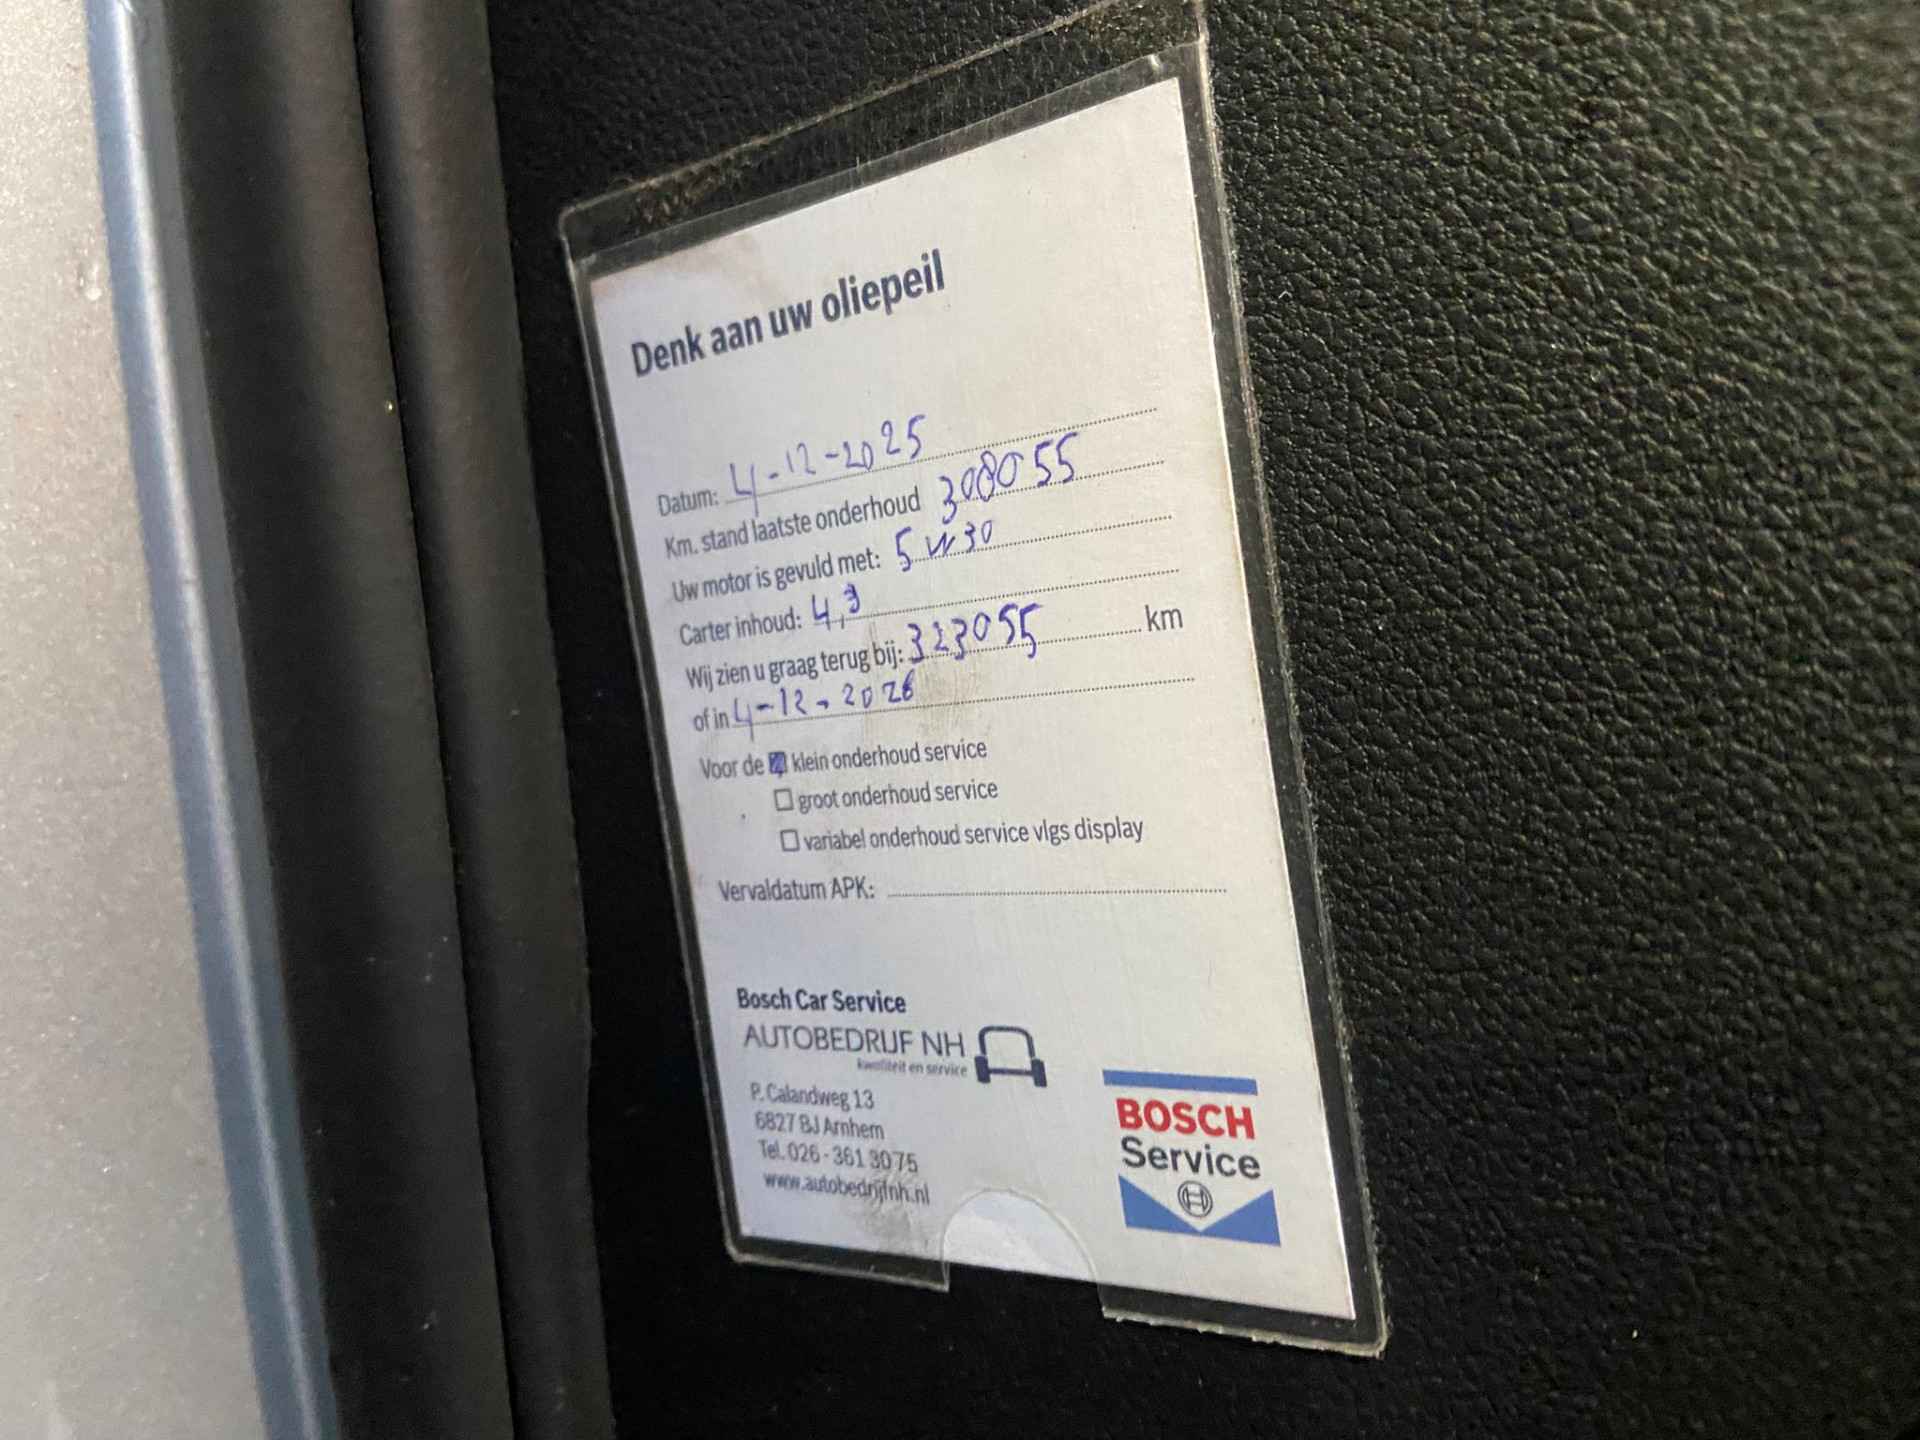 Denk aan uw oliepeil
Datum: 4-12-2025
Km. stand laatste onderhoud 308055
Uw motor is gevuld met: 5W30
Carter inhoud: 4,3
Wij zien u graag terug bij: 323055 km
of in 4-12-2026
Voor de klein onderhoud service
groot onderhoud service
variabel onderhoud service vlgs display
Vervaldatum APK:
Bosch Car Service
AUTOBEDRIJF NH
kwaliteit en service
P. Calandweg 13
6827 BJ Arnhem
Tel. 026 - 361 30 75
www.autobedrijfnh.nl
BOSCH
Service